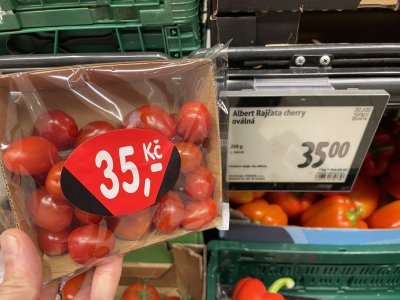 35,- Kč
Albert Rajčata cherry
oválná
250 g
35 00